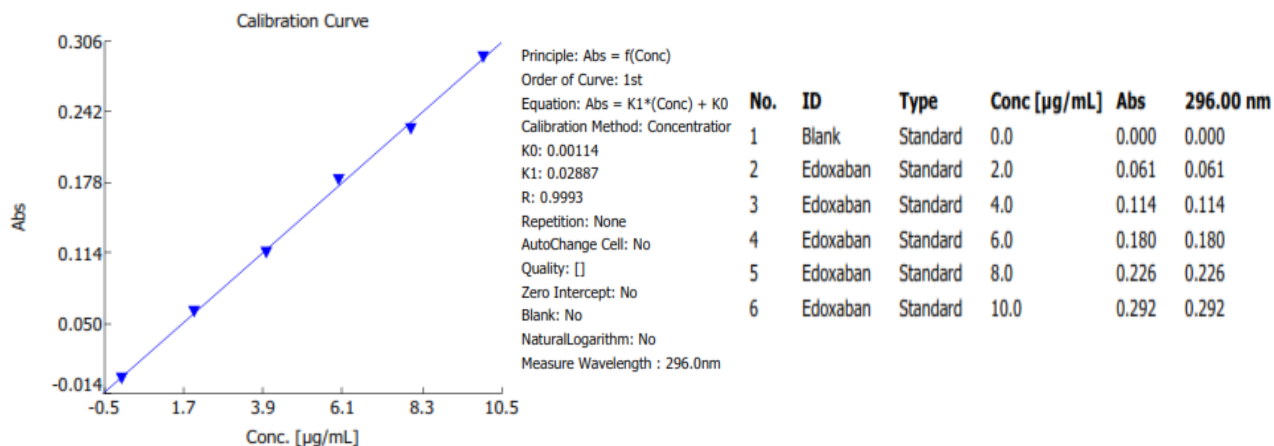 Calibration Curve
0.306
0.242
0.178
0.114
0.050
-0.014
Abs
-0.5 1.7 3.9 6.1 8.3 10.5
Conc. [µg/mL]
Principle: Abs = f(Conc)
Order of Curve: 1st
Equation: Abs = K1*(Conc) + K0
Calibration Method: Concentratior
K0: 0.00114
K1: 0.02887
R: 0.9993
Repetition: None
AutoChange Cell: No
Quality: []
Zero Intercept: No
Blank: No
NaturalLogarithm: No
Measure Wavelength : 296.0nm
No. ID Type Conc [µg/mL] Abs 296.00 nm
1 Blank Standard 0.0 0.000 0.000
2 Edoxaban Standard 2.0 0.061 0.061
3 Edoxaban Standard 4.0 0.114 0.114
4 Edoxaban Standard 6.0 0.180 0.180
5 Edoxaban Standard 8.0 0.226 0.226
6 Edoxaban Standard 10.0 0.292 0.292